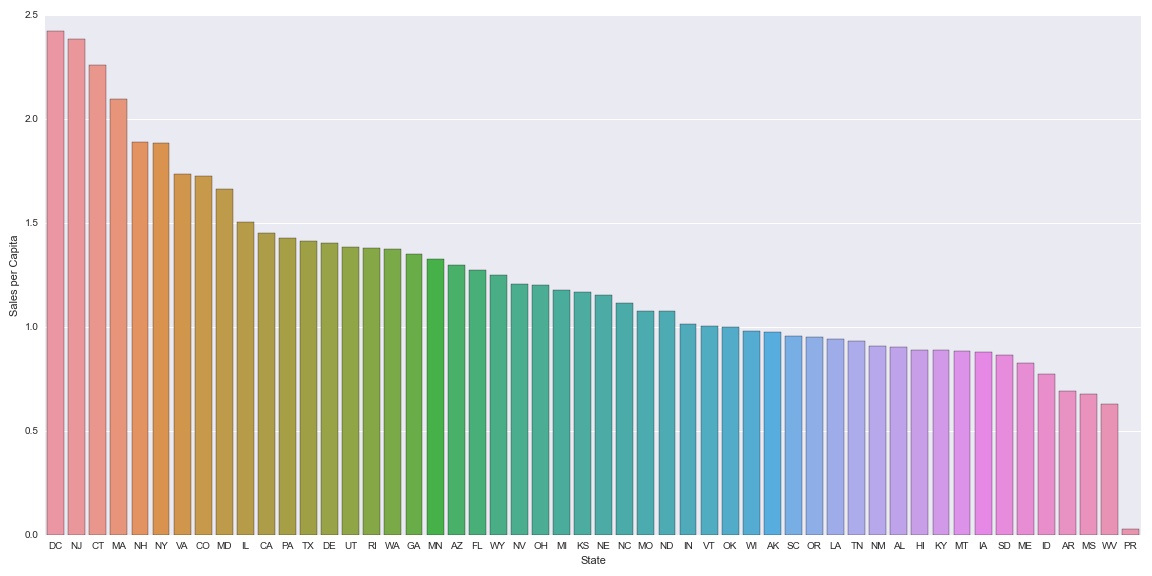 2.5
2.0
1.5
1.0
0.5
0.0
Sales per Capita
DC NJ CT MA NH NY VA CO MD IL CA PA TX DE UT RI WA GA MN AZ FL WY NV OH MI KS NE NC MO ND IN VT OK WI AK SC OR LA TN NM AL HI KY MT IA SD ME ID AR MS WV PR
State